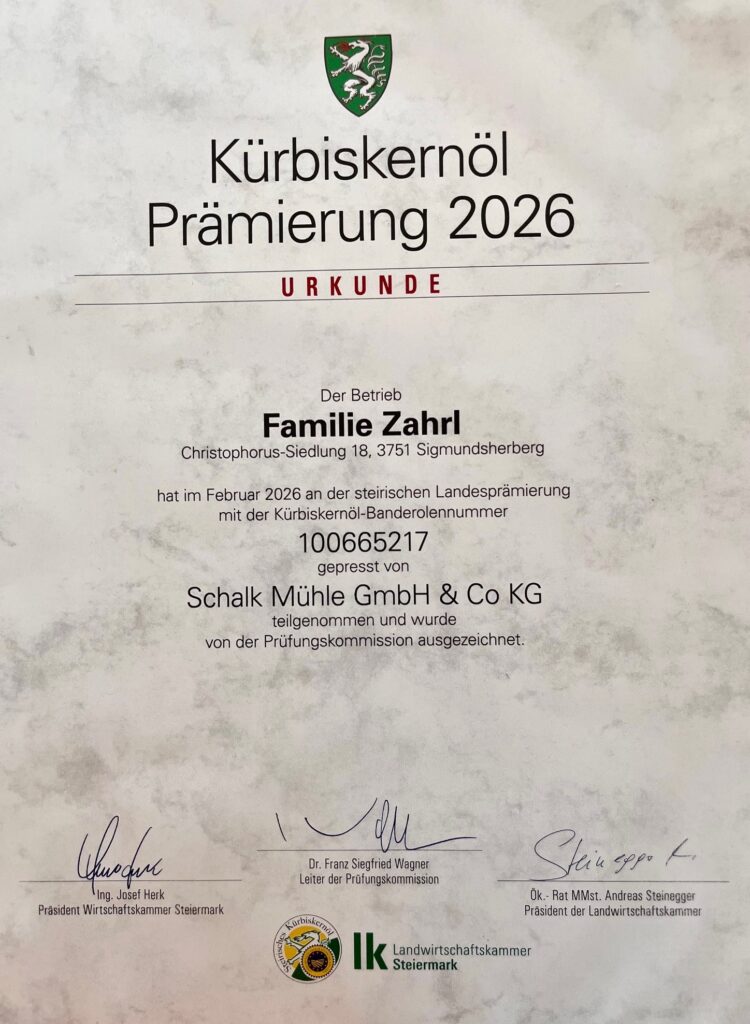 Kürbiskernöl
Prämierung 2026
URKUNDE
Der Betrieb
Familie Zahrl
Christophorus-Siedlung 18, 3751 Sigmundsherberg
hat im Februar 2026 an der steirischen Landesprämierung
mit der Kürbiskernöl-Banderolennummer
100665217
gepresst von
Schalk Mühle GmbH & Co KG
teilgenommen und wurde
von der Prüfungskommission ausgezeichnet.
Steinegger A.
Ing. Josef Herk
Präsident Wirtschaftskammer Steiermark
Dr. Franz Siegfried Wagner
Leiter der Prüfungskommission
Ök.- Rat MMst. Andreas Steinegger
Präsident der Landwirtschaftskammer
Steirisches Kürbiskernöl
lk Landwirtschaftskammer
Steiermark